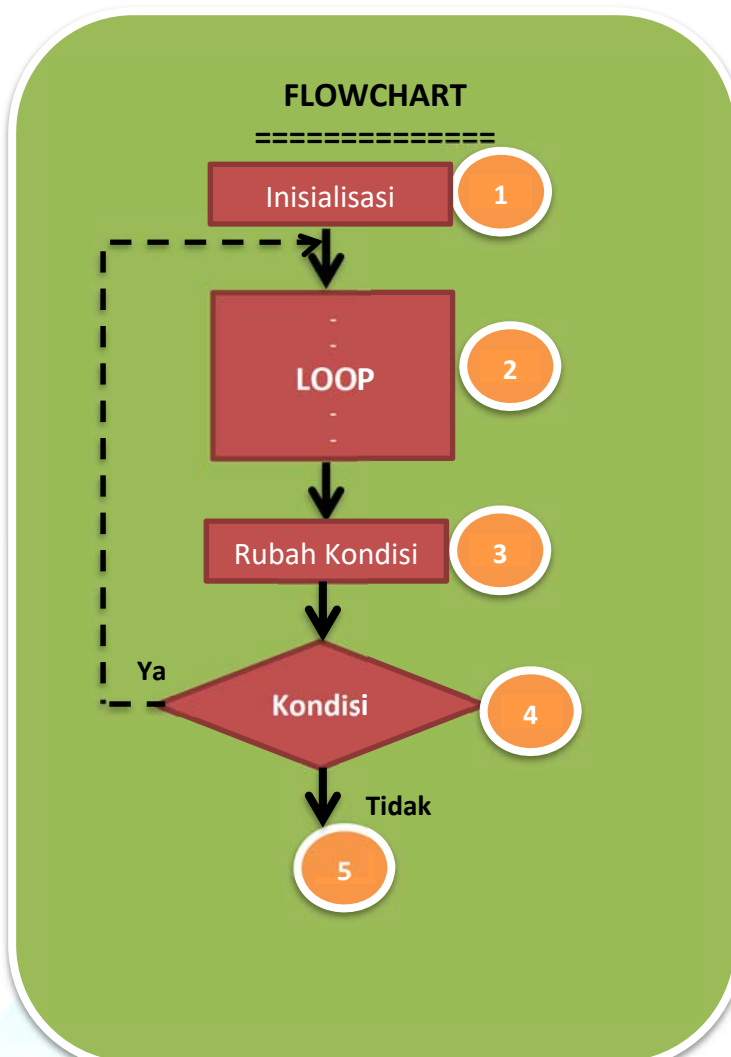 FLOWCHART
==============
Inisialisasi
1
-
-
LOOP
-
-
2
Rubah Kondisi
3
Ya
Kondisi
4
Tidak
5